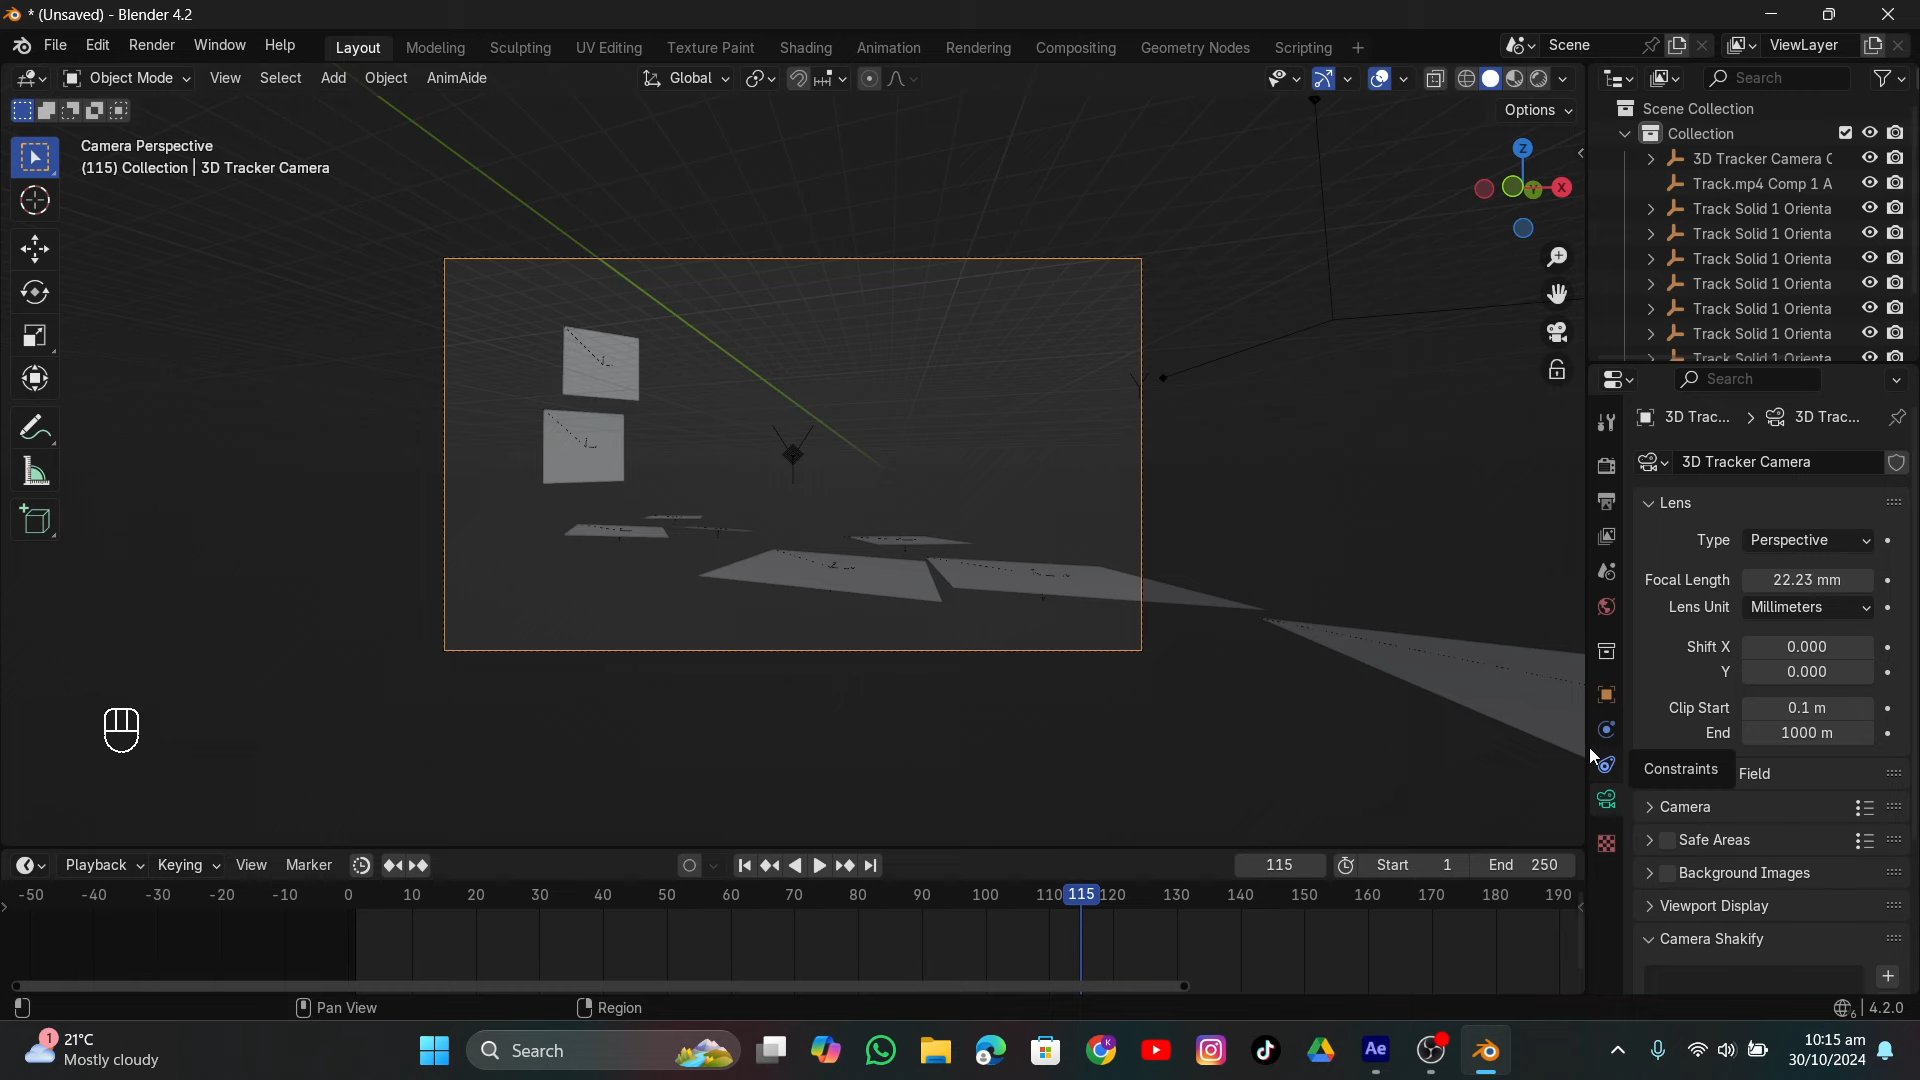 * (Unsaved) - Blender 4.2
File Edit Render Window Help Layout Modeling Sculpting UV Editing Texture Paint Shading Animation Rendering Compositing Geometry Nodes Scripting + Scene ViewLayer
Object Mode View Select Add Object AnimAide Global Search
Options
Camera Perspective
(115) Collection | 3D Tracker Camera
Z
X
Scene Collection
Collection
3D Tracker Camera C
Track.mp4 Comp 1 A
Track Solid 1 Orienta
Track Solid 1 Orienta
Track Solid 1 Orienta
Track Solid 1 Orienta
Track Solid 1 Orienta
Track Solid 1 Orienta
Track Solid 1 Orienta
Search
3D Trac... 3D Trac...
3D Tracker Camera
Lens
Type Perspective
Focal Length 22.23 mm
Lens Unit Millimeters
Shift X 0.000
Y 0.000
Clip Start 0.1 m
End 1000 m
Constraints
Field
Camera
Safe Areas
Background Images
Viewport Display
Camera Shakify
Playback Keying View Marker 115 Start 1 End 250
-50 -40 -30 -20 -10 0 10 20 30 40 50 60 70 80 90 100 110 115 120 130 140 150 160 170 180 190
Pan View Region 4.2.0
1 21°C
Mostly cloudy
Search
Ae
10:15 am
30/10/2024